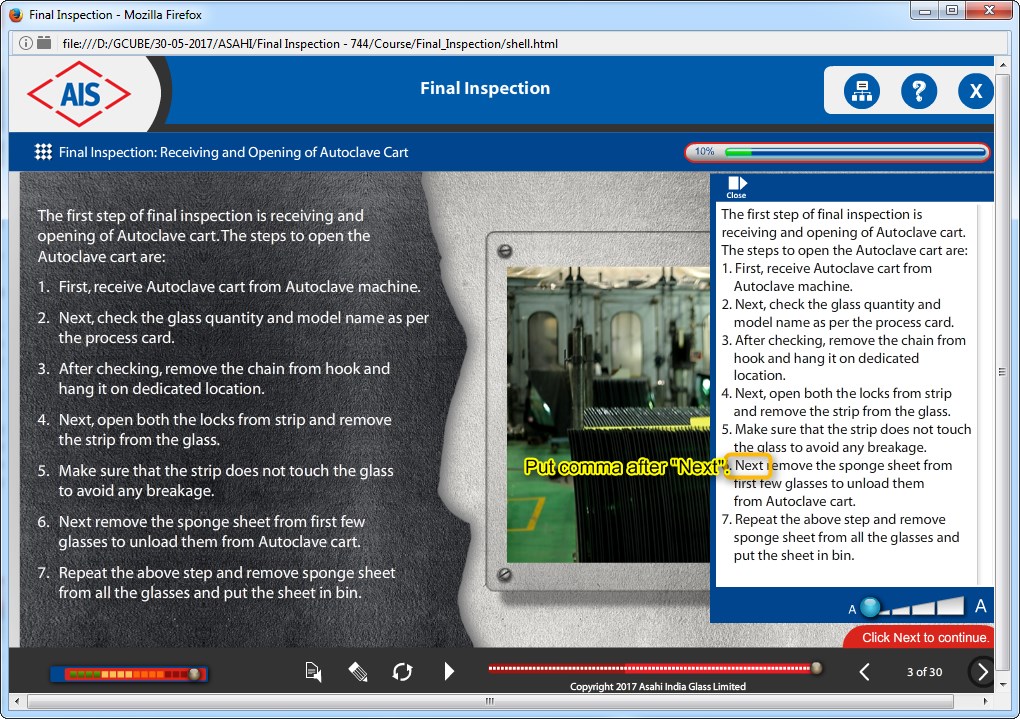 Final Inspection - Mozilla Firefox
file:///D:/GCUBE/30-05-2017/ASAHI/Final Inspection - 744/Course/Final_Inspection/shell.html
AIS
Final Inspection
?
X
Final Inspection: Receiving and Opening of Autoclave Cart
10%
The first step of final inspection is receiving and
opening of Autoclave cart. The steps to open the
Autoclave cart are:
1. First, receive Autoclave cart from Autoclave machine.
2. Next, check the glass quantity and model name as per
the process card.
3. After checking, remove the chain from hook and
hang it on dedicated location.
4. Next, open both the locks from strip and remove
the strip from the glass.
5. Make sure that the strip does not touch the glass
to avoid any breakage.
6. Next remove the sponge sheet from first few
glasses to unload them from Autoclave cart.
7. Repeat the above step and remove sponge sheet
from all the glasses and put the sheet in bin.
Put comma after "Next".
Close
The first step of final inspection is
receiving and opening of Autoclave cart.
The steps to open the Autoclave cart are:
1. First, receive Autoclave cart from
Autoclave machine.
2. Next, check the glass quantity and
model name as per the process card.
3. After checking, remove the chain from
hook and hang it on dedicated
location.
4. Next, open both the locks from strip
and remove the strip from the glass.
5. Make sure that the strip does not touch
the glass to avoid any breakage.
Next remove the sponge sheet from
first few glasses to unload them
from Autoclave cart.
7. Repeat the above step and remove
sponge sheet from all the glasses and
put the sheet in bin.
A A
Click Next to continue.
3 of 30
Copyright 2017 Asahi India Glass Limited